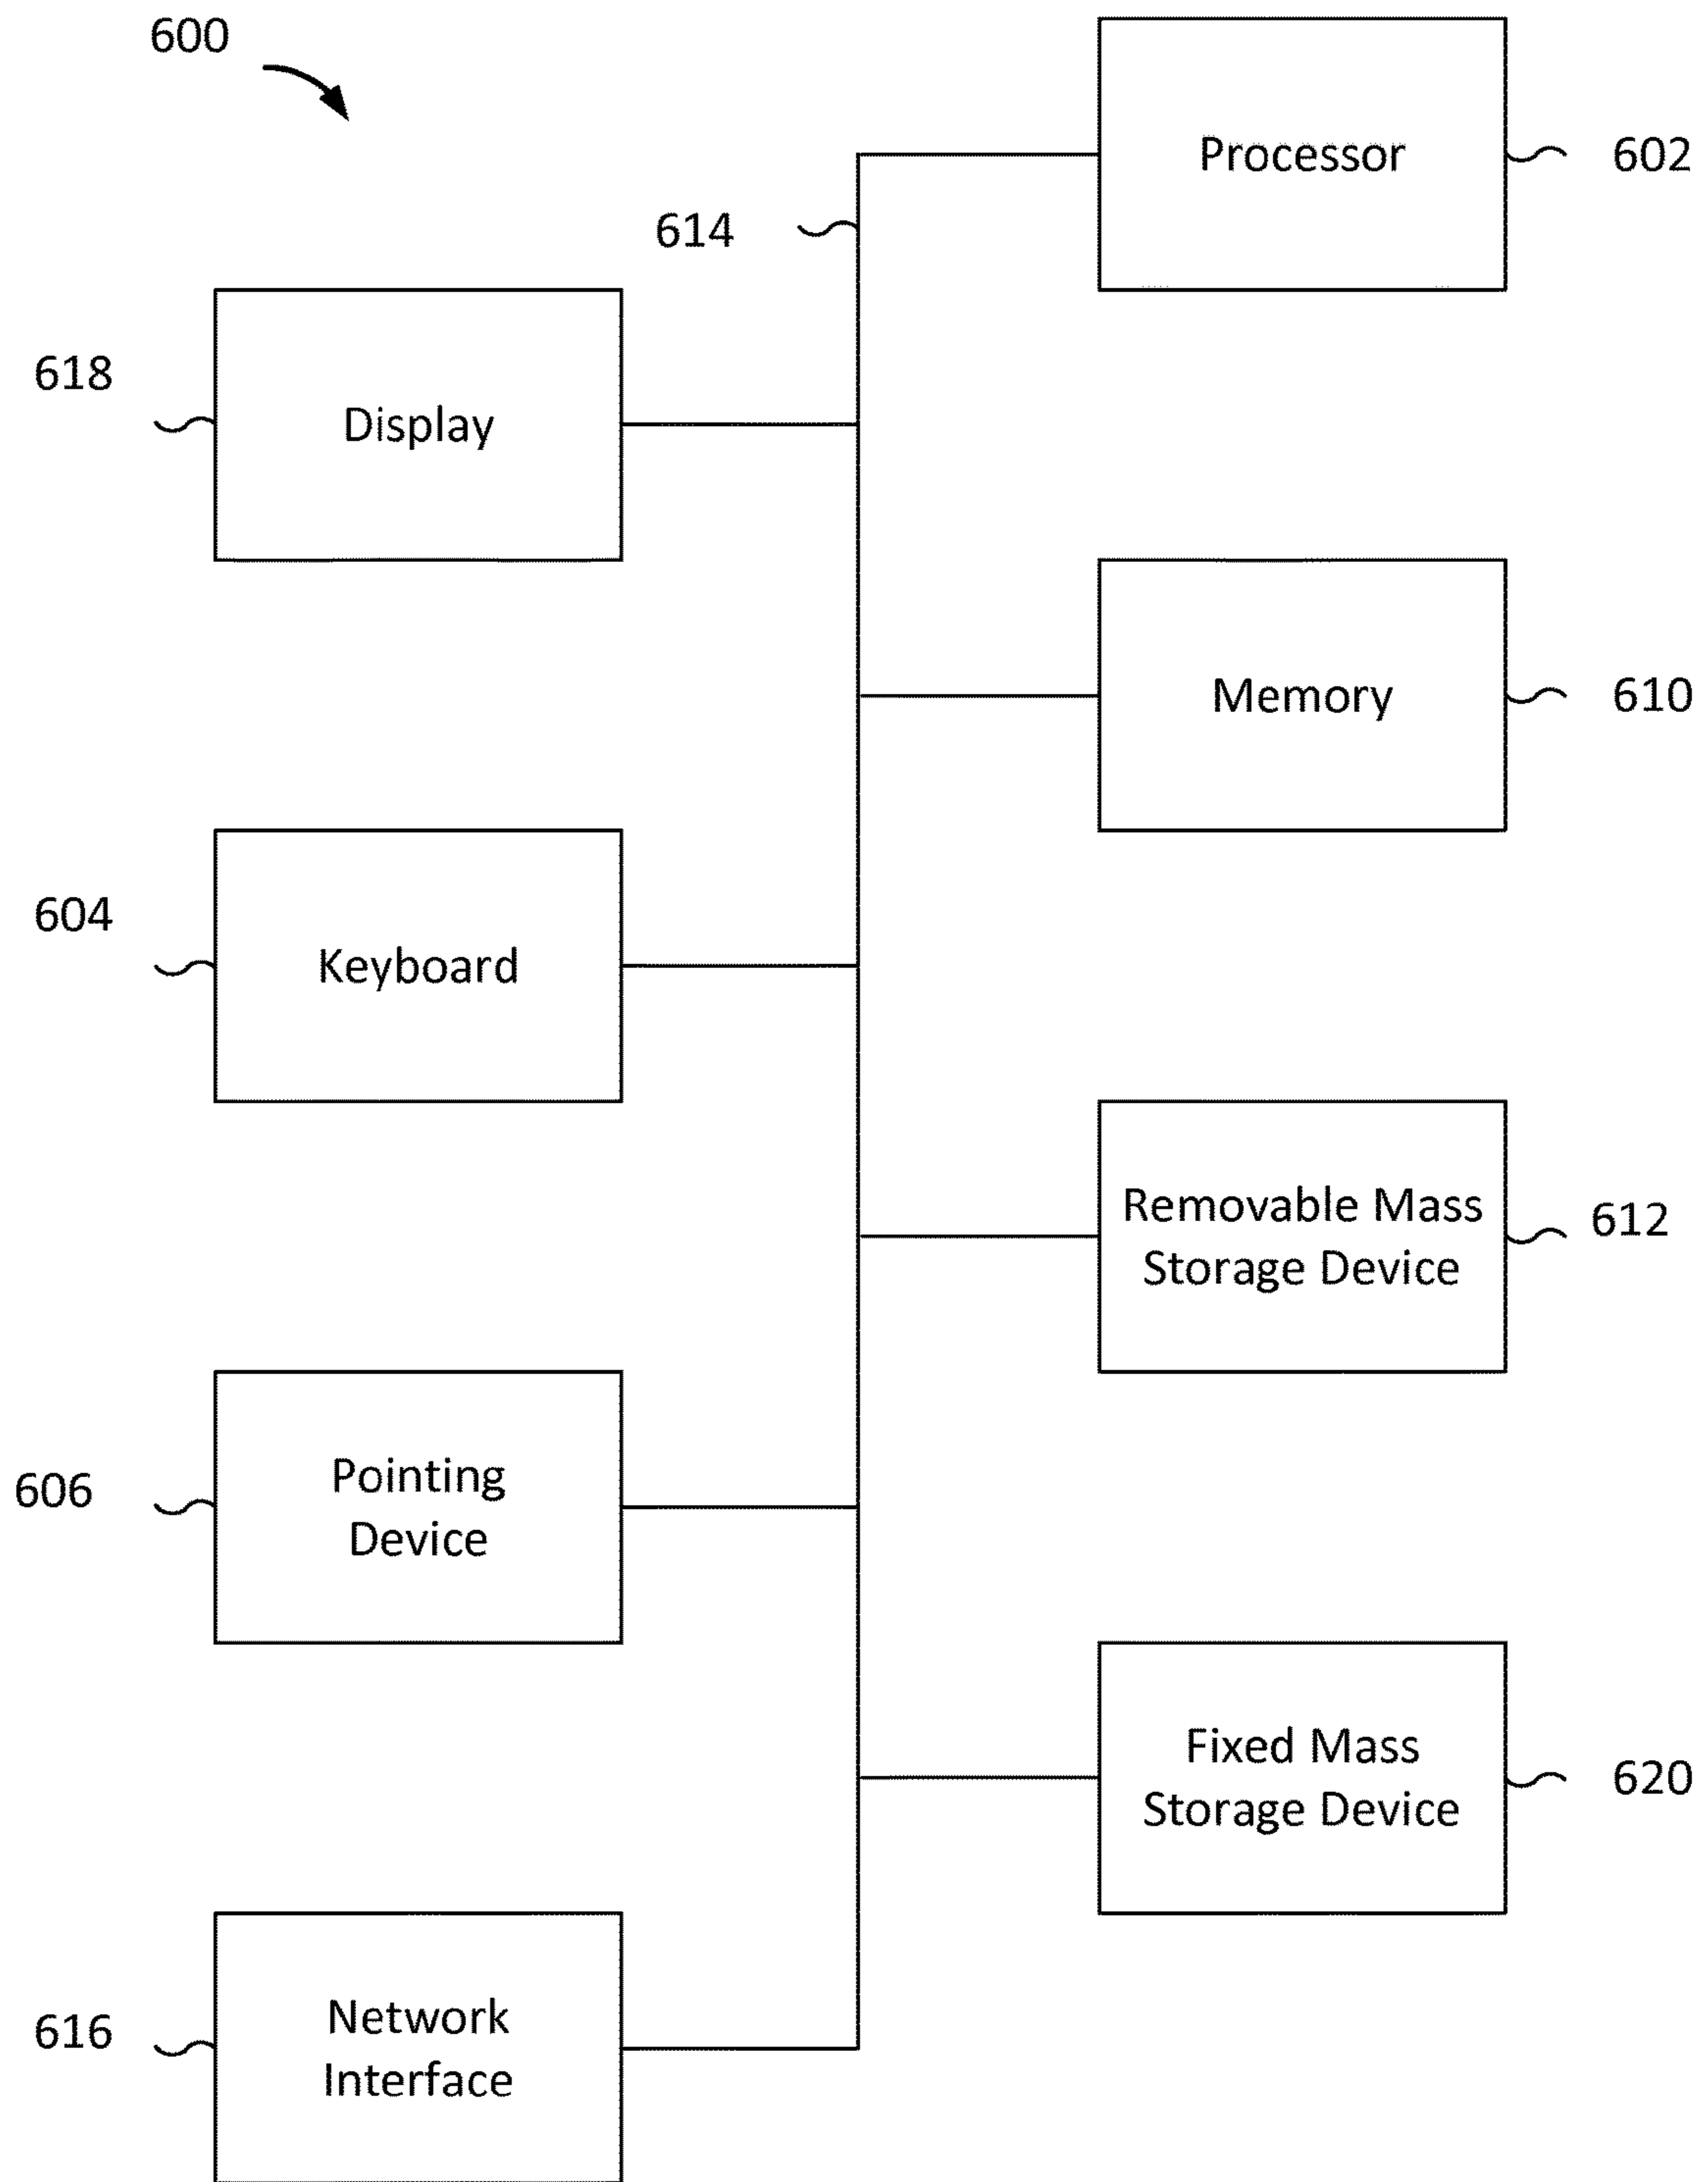 600
Processor
602
614
618
Display
Memory
610
604
Keyboard
Removable Mass
Storage Device
612
606
Pointing
Device
Fixed Mass
Storage Device
620
616
Network
Interface